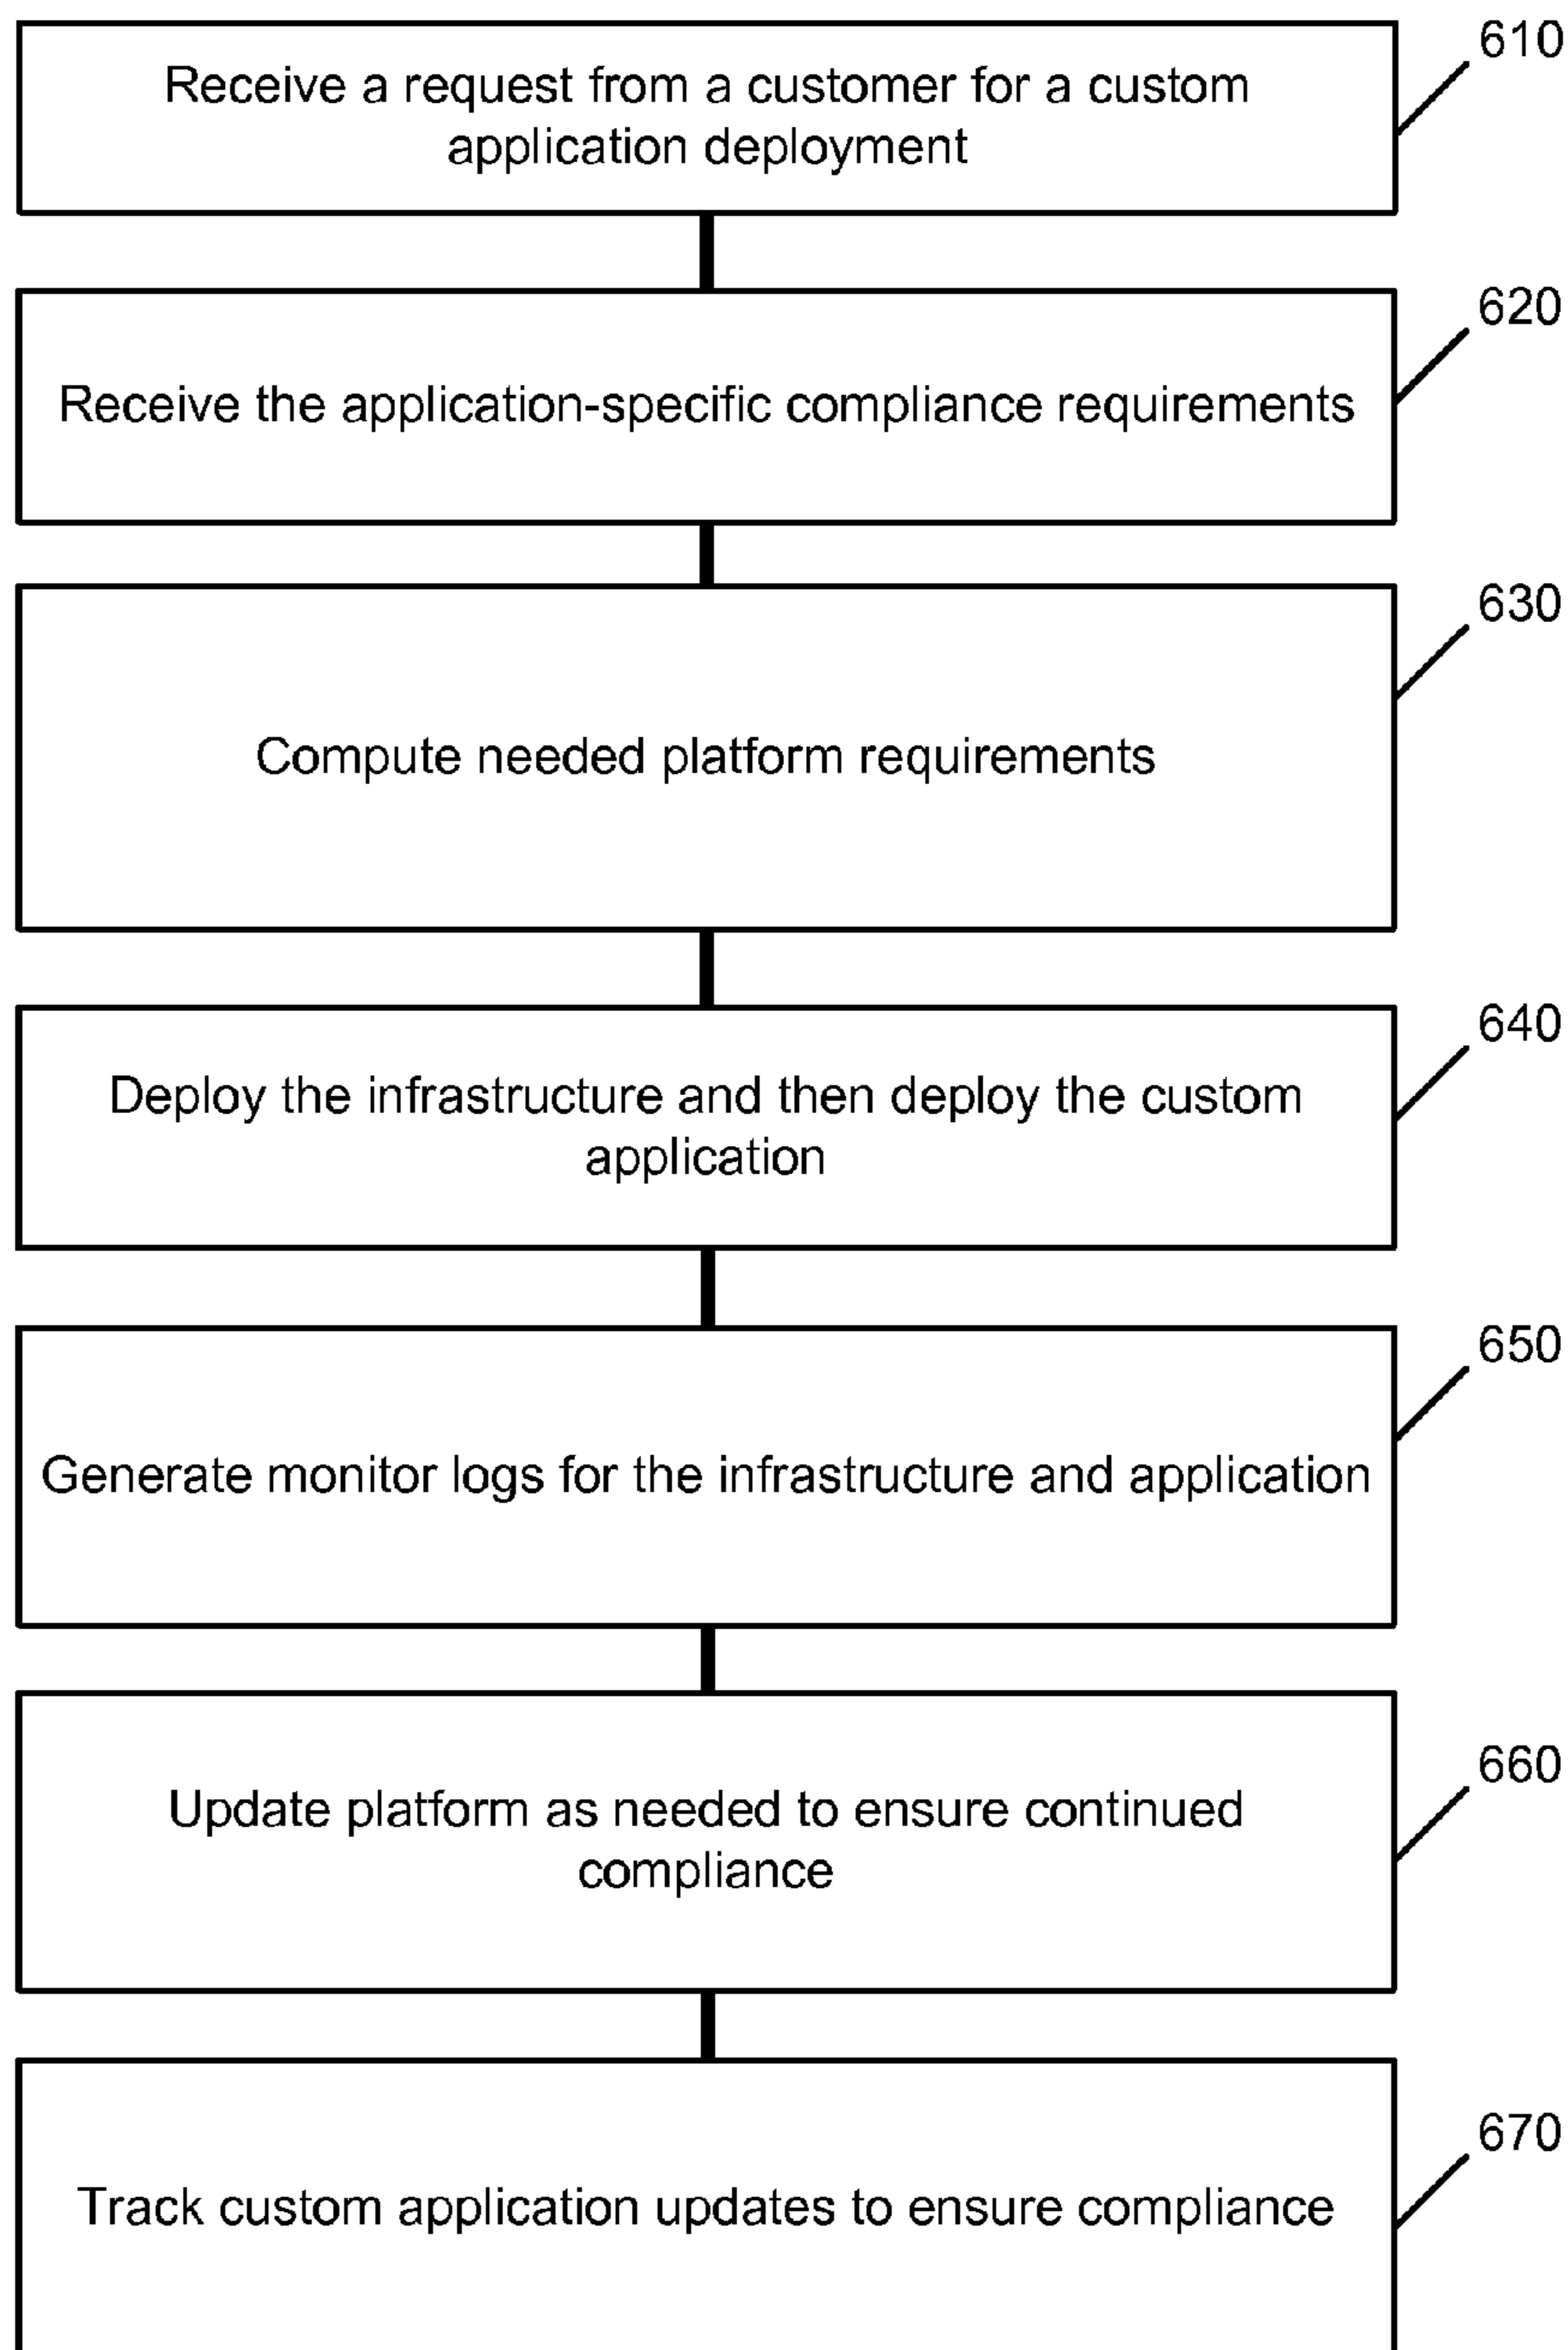 610
Receive a request from a customer for a custom
application deployment
620
Receive the application-specific compliance requirements
630
Compute needed platform requirements
640
Deploy the infrastructure and then deploy the custom
application
650
Generate monitor logs for the infrastructure and application
660
Update platform as needed to ensure continued
compliance
670
Track custom application updates to ensure compliance